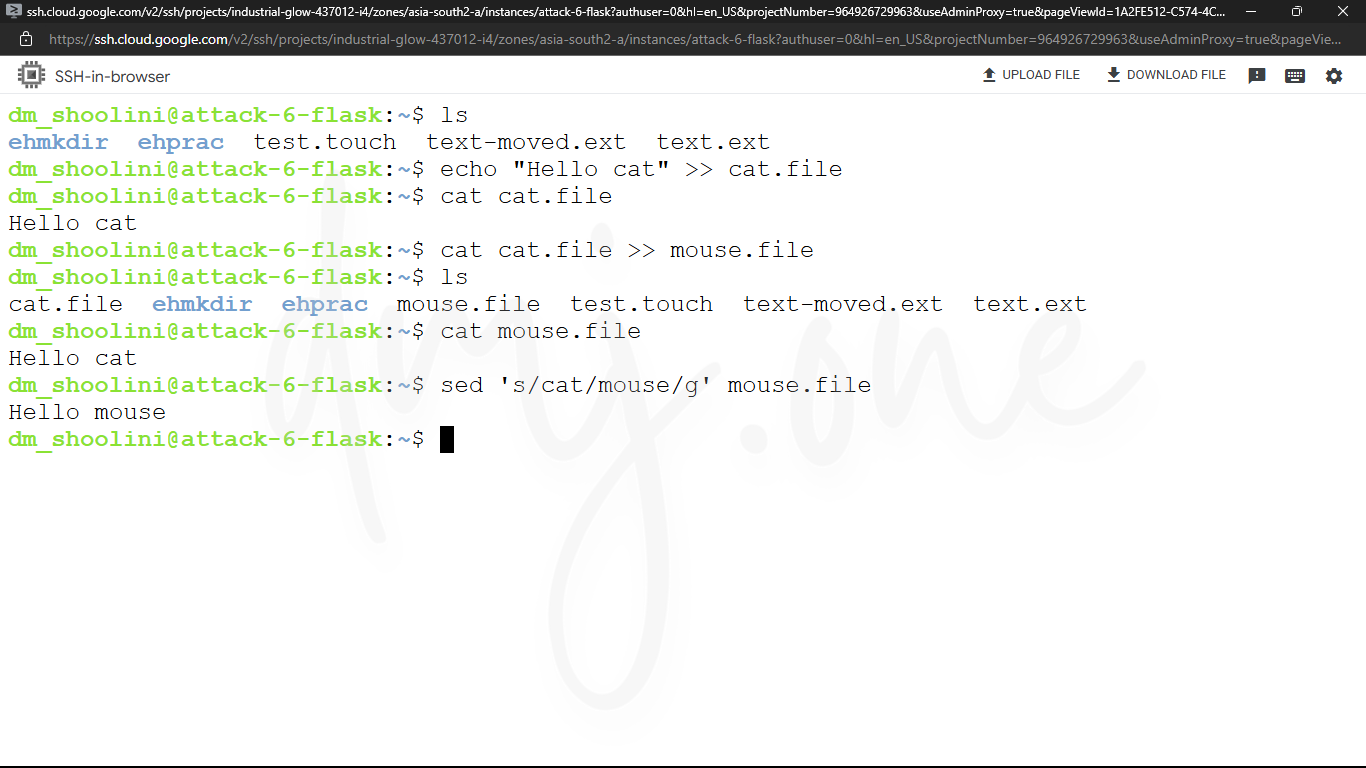 ssh.cloud.google.com/v2/ssh/projects/industrial-glow-437012-i4/zones/asia-south2-a/instances/attack-6-flask?authuser=0&hl=en_US&projectNumber=964926729963&useAdminProxy=true&pageViewId=1A2FE512-C574-4C...
https://ssh.cloud.google.com/v2/ssh/projects/industrial-glow-437012-i4/zones/asia-south2-a/instances/attack-6-flask?authuser=0&hl=en_US&projectNumber=964926729963&useAdminProxy=true&pageVie...
SSH-in-browser UPLOAD FILE DOWNLOAD FILE
dm_shoolini@attack-6-flask:~$ ls
ehmkdir ehprac test.touch text-moved.ext text.ext
dm_shoolini@attack-6-flask:~$ echo "Hello cat" >> cat.file
dm_shoolini@attack-6-flask:~$ cat cat.file
Hello cat
dm_shoolini@attack-6-flask:~$ cat cat.file >> mouse.file
dm_shoolini@attack-6-flask:~$ ls
cat.file ehmkdir ehprac mouse.file test.touch text-moved.ext text.ext
dm_shoolini@attack-6-flask:~$ cat mouse.file
Hello cat
dm_shoolini@attack-6-flask:~$ sed 's/cat/mouse/g' mouse.file
Hello mouse
dm_shoolini@attack-6-flask:~$
dmj.one